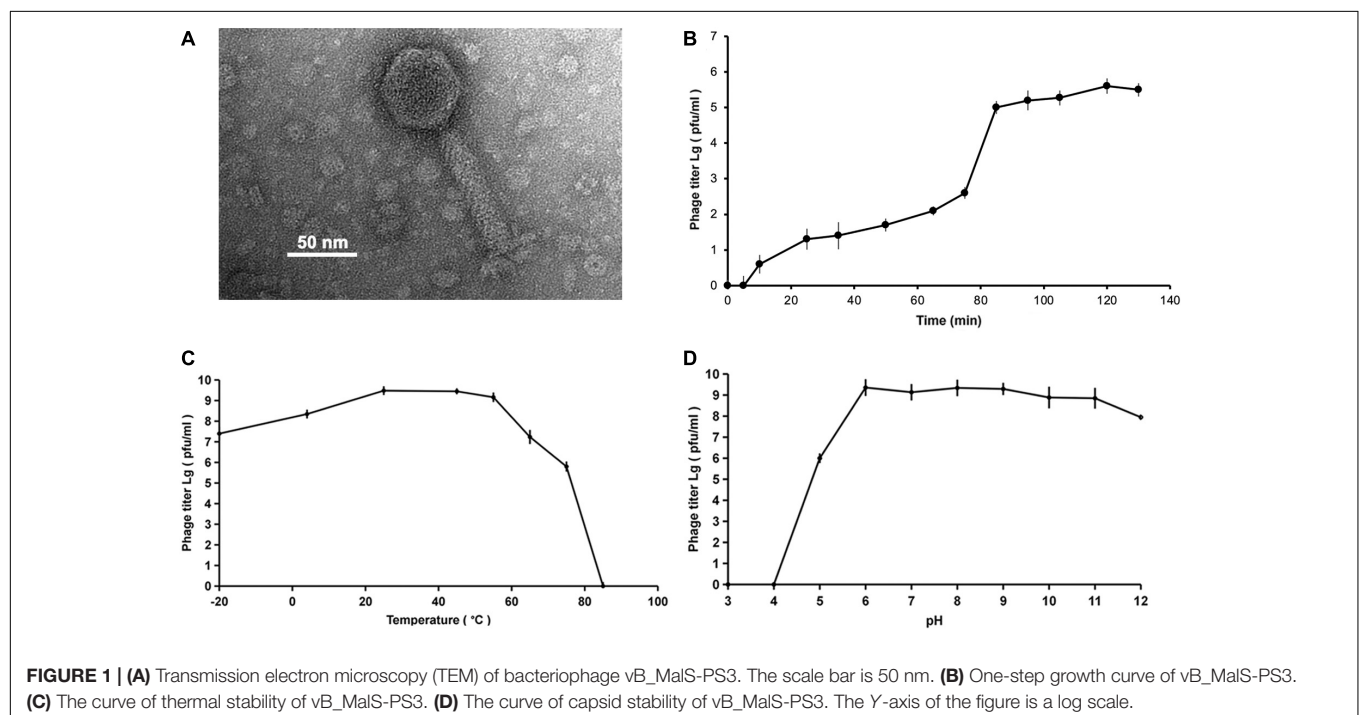 A
50 nm
B
Phage titer Lg ( pfu/ml )
7
6
5
4
3
2
1
0
0 20 40 60 80 100 120 140
Time (min)
C
Phage titer Lg ( pfu/ml )
10
9
8
7
6
5
4
3
2
1
0
-20 0 20 40 60 80 100
Temperature ( °C )
D
Phage titer Lg ( pfu/ml )
10
9
8
7
6
5
4
3
2
1
0
3 4 5 6 7 8 9 10 11 12
pH
FIGURE 1 | (A) Transmission electron microscopy (TEM) of bacteriophage vB_MalS-PS3. The scale bar is 50 nm. (B) One-step growth curve of vB_MalS-PS3.
(C) The curve of thermal stability of vB_MalS-PS3. (D) The curve of capsid stability of vB_MalS-PS3. The Y-axis of the figure is a log scale.